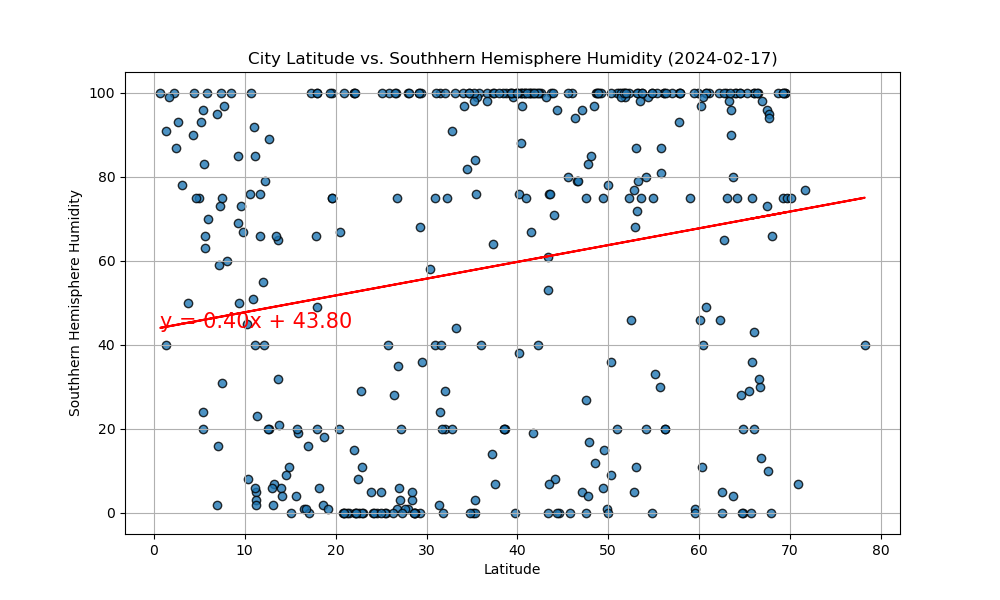 City Latitude vs. Southhern Hemisphere Humidity (2024-02-17)
100
80
60
40
20
0
Southhern Hemisphere Humidity
y = 0.40x + 43.80
0 10 20 30 40 50 60 70 80
Latitude